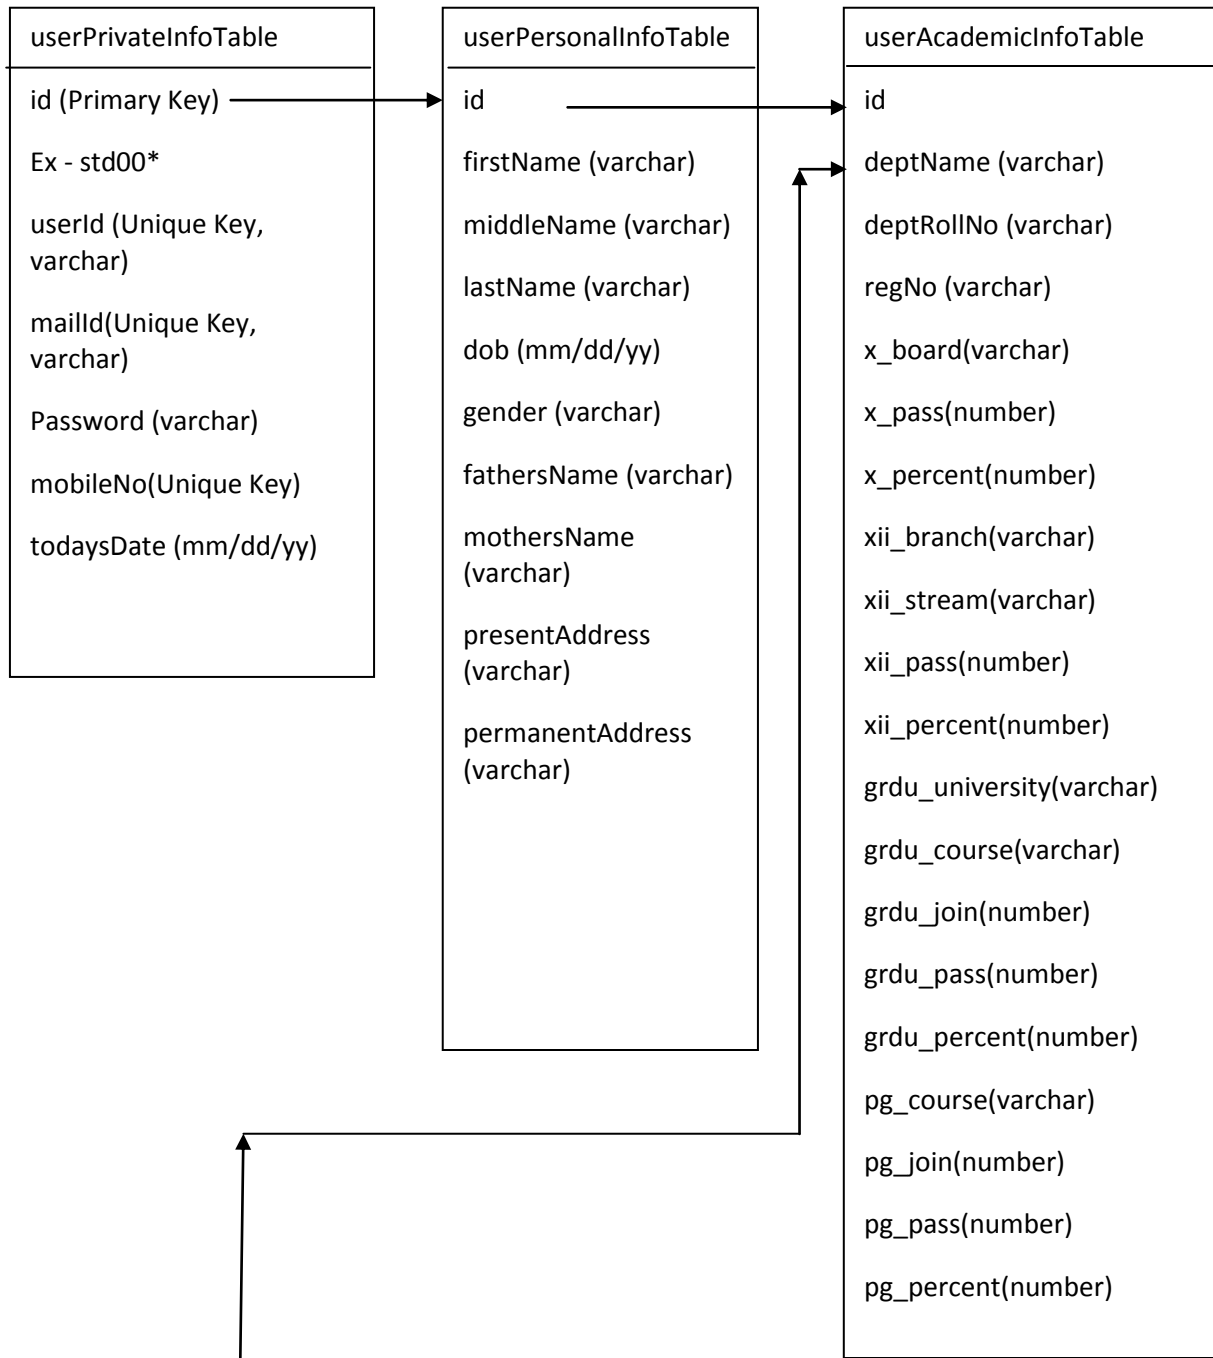 userPrivateInfoTable
id (Primary Key)
Ex - std00*
userId (Unique Key,
varchar)
mailId(Unique Key,
varchar)
Password (varchar)
mobileNo(Unique Key)
todaysDate (mm/dd/yy)
userPersonalInfoTable
id
firstName (varchar)
middleName (varchar)
lastName (varchar)
dob (mm/dd/yy)
gender (varchar)
fathersName (varchar)
mothersName
(varchar)
presentAddress
(varchar)
permanentAddress
(varchar)
userAcademicInfoTable
id
deptName (varchar)
deptRollNo (varchar)
regNo (varchar)
x_board(varchar)
x_pass(number)
x_percent(number)
xii_branch(varchar)
xii_stream(varchar)
xii_pass(number)
xii_percent(number)
grdu_university(varchar)
grdu_course(varchar)
grdu_join(number)
grdu_pass(number)
grdu_percent(number)
pg_course(varchar)
pg_join(number)
pg_pass(number)
pg_percent(number)